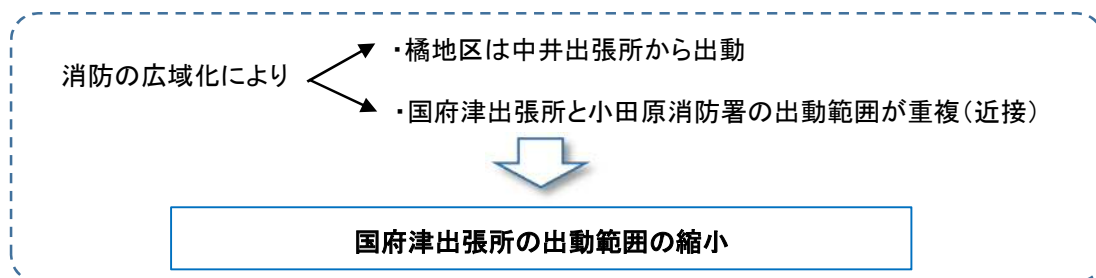 ・橘地区は中井出張所から出動
消防の広域化により
・国府津出張所と小田原消防署の出動範囲が重複(近接)
国府津出張所の出動範囲の縮小